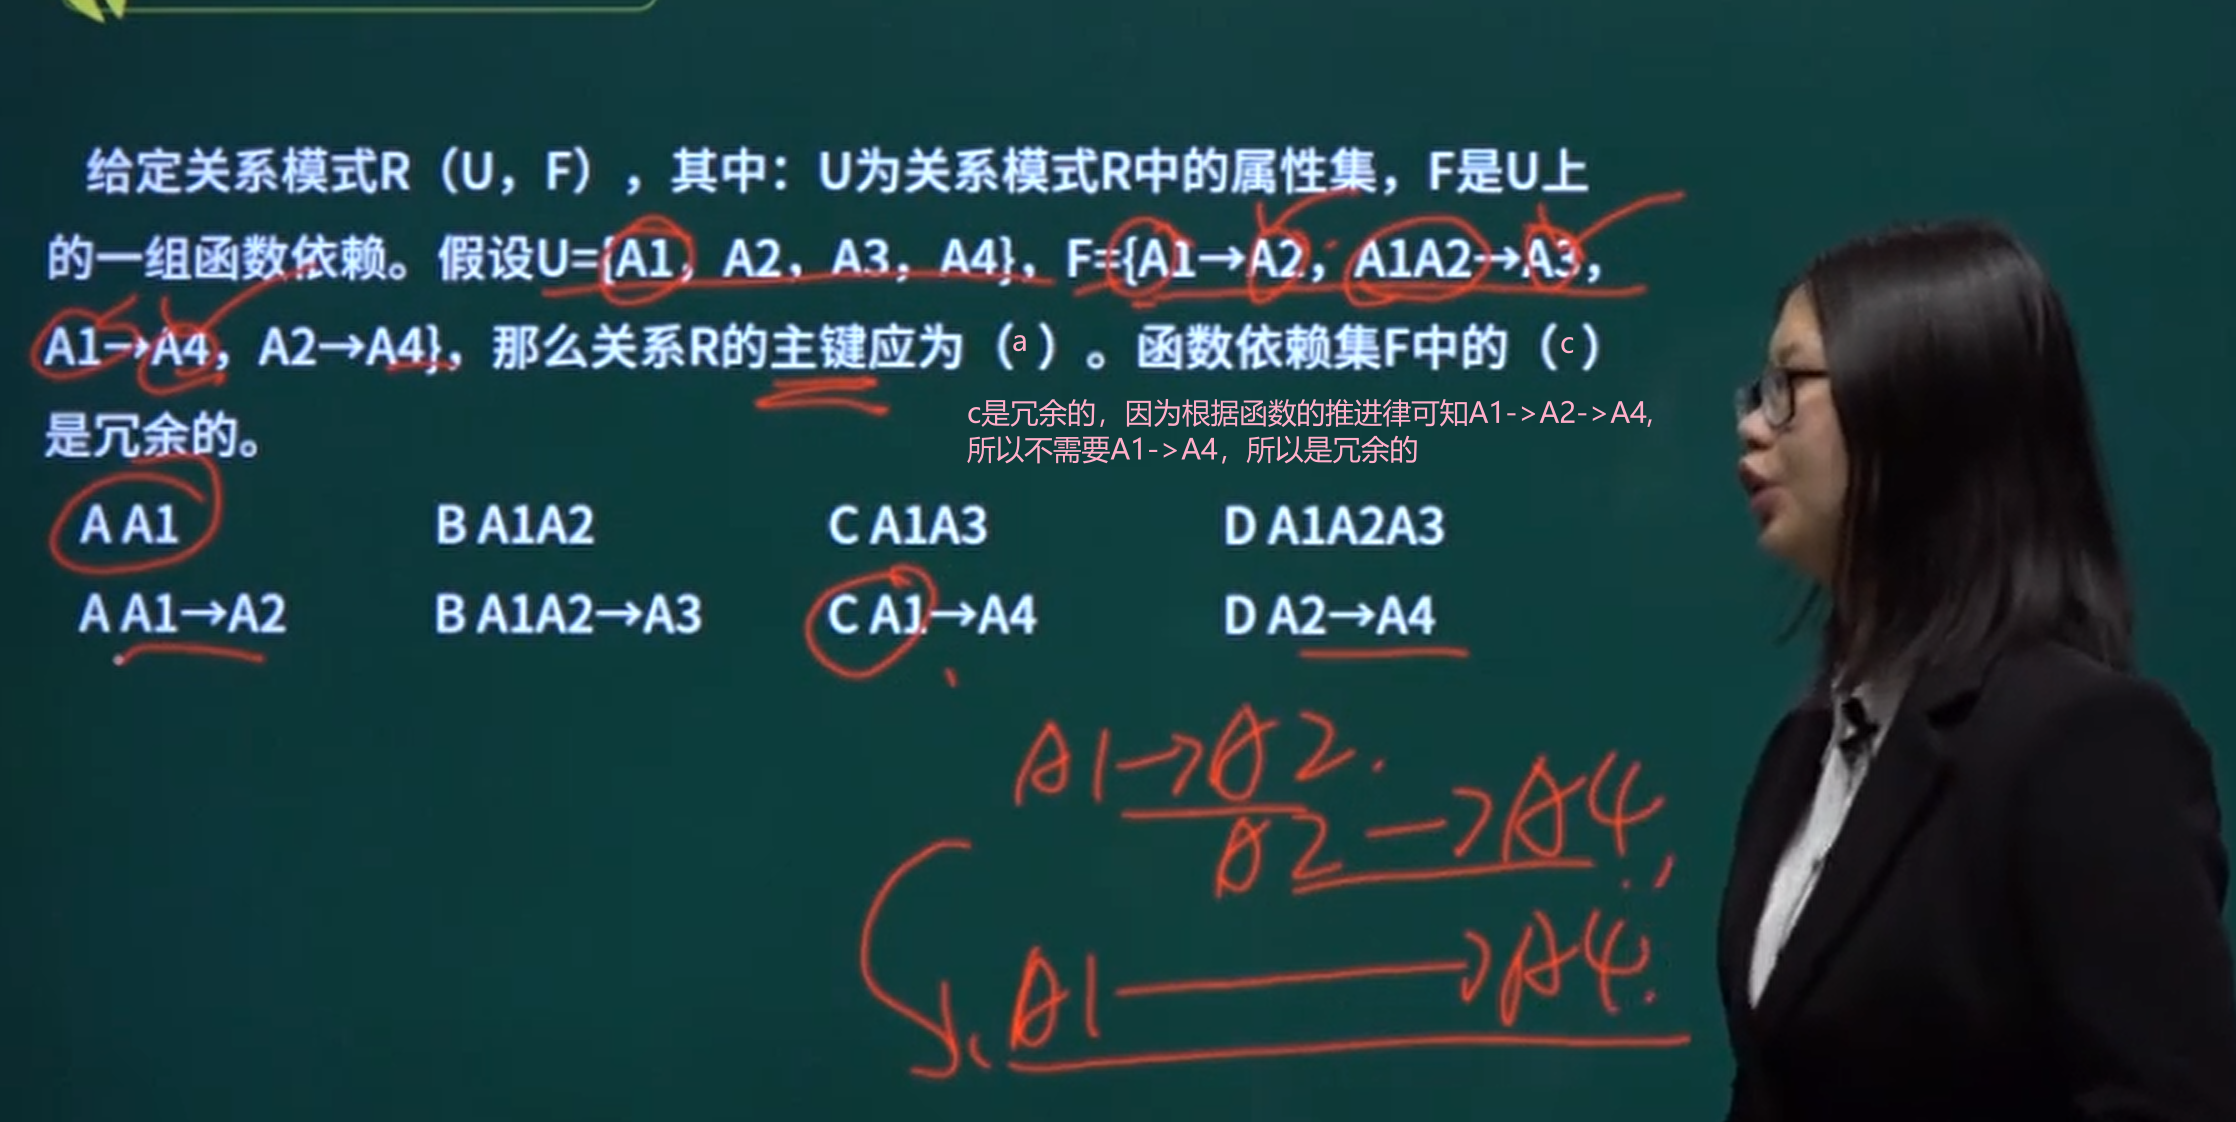 给定关系模式R（U，F），其中：U为关系模式R中的属性集，F是U上
的一组函数依赖。假设U={A1，A2，A3，A4}，F={A1→A2，A1A2→A3，
A1→A4，A2→A4}，那么关系R的主键应为（a）。函数依赖集F中的（c）
是冗余的。
c是冗余的，因为根据函数的推进律可知A1->A2->A4,
所以不需要A1->A4，所以是冗余的
A A1 B A1A2 C A1A3 D A1A2A3
A A1→A2 B A1A2→A3 C A1→A4 D A2→A4
A1→A2.
A2→A4,
A1→A4.